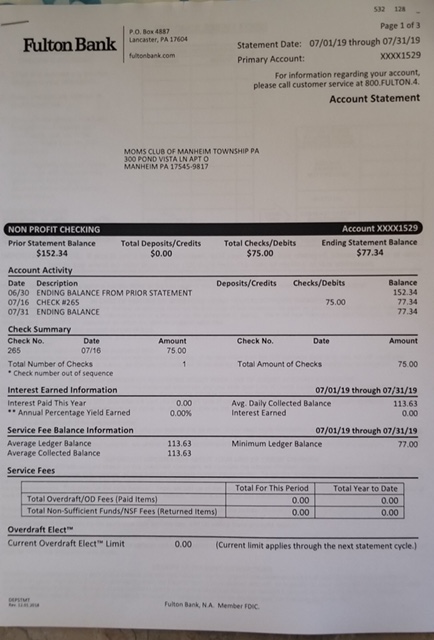 532 128
Page 1 of 3
Fulton Bank
P.O. Box 4887
Lancaster, PA 17604
fultonbank.com
Statement Date: 07/01/19 through 07/31/19
Primary Account: XXXX1529
For information regarding your account,
please call customer service at 800.FULTON.4.
Account Statement
MOMS CLUB OF MANHEIM TOWNSHIP PA
300 POND VISTA LN APT O
MANHEIM PA 17545-9817
NON PROFIT CHECKING Account XXXX1529
Prior Statement Balance Total Deposits/Credits Total Checks/Debits Ending Statement Balance
$152.34 $0.00 $75.00 $77.34
Account Activity
Date Description Deposits/Credits Checks/Debits Balance
06/30 ENDING BALANCE FROM PRIOR STATEMENT 152.34
07/16 CHECK #265 75.00 77.34
07/31 ENDING BALANCE 77.34
Check Summary
Check No. Date Amount Check No. Date Amount
265 07/16 75.00
Total Number of Checks 1 Total Amount of Checks 75.00
* Check number out of sequence
Interest Earned Information 07/01/19 through 07/31/19
Interest Paid This Year 0.00 Avg. Daily Collected Balance 113.63
** Annual Percentage Yield Earned 0.00% Interest Earned 0.00
Service Fee Balance Information 07/01/19 through 07/31/19
Average Ledger Balance 113.63 Minimum Ledger Balance 77.00
Average Collected Balance 113.63
Service Fees
Total For This Period Total Year to Date
Total Overdraft/OD Fees (Paid Items) 0.00 0.00
Total Non-Sufficient Funds/NSF Fees (Returned Items) 0.00 0.00
Overdraft Elect™
Current Overdraft Elect™ Limit 0.00 (Current limit applies through the next statement cycle.)
Fulton Bank, N.A. Member FDIC.